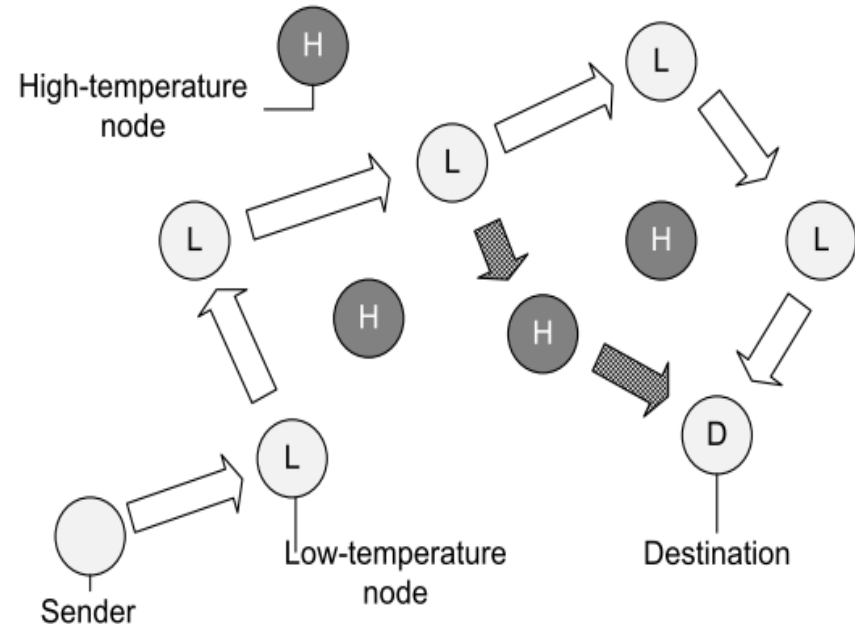 H
L
High-temperature
node
L
L
H
L
H
H
D
L
Low-temperature
node
Destination
Sender